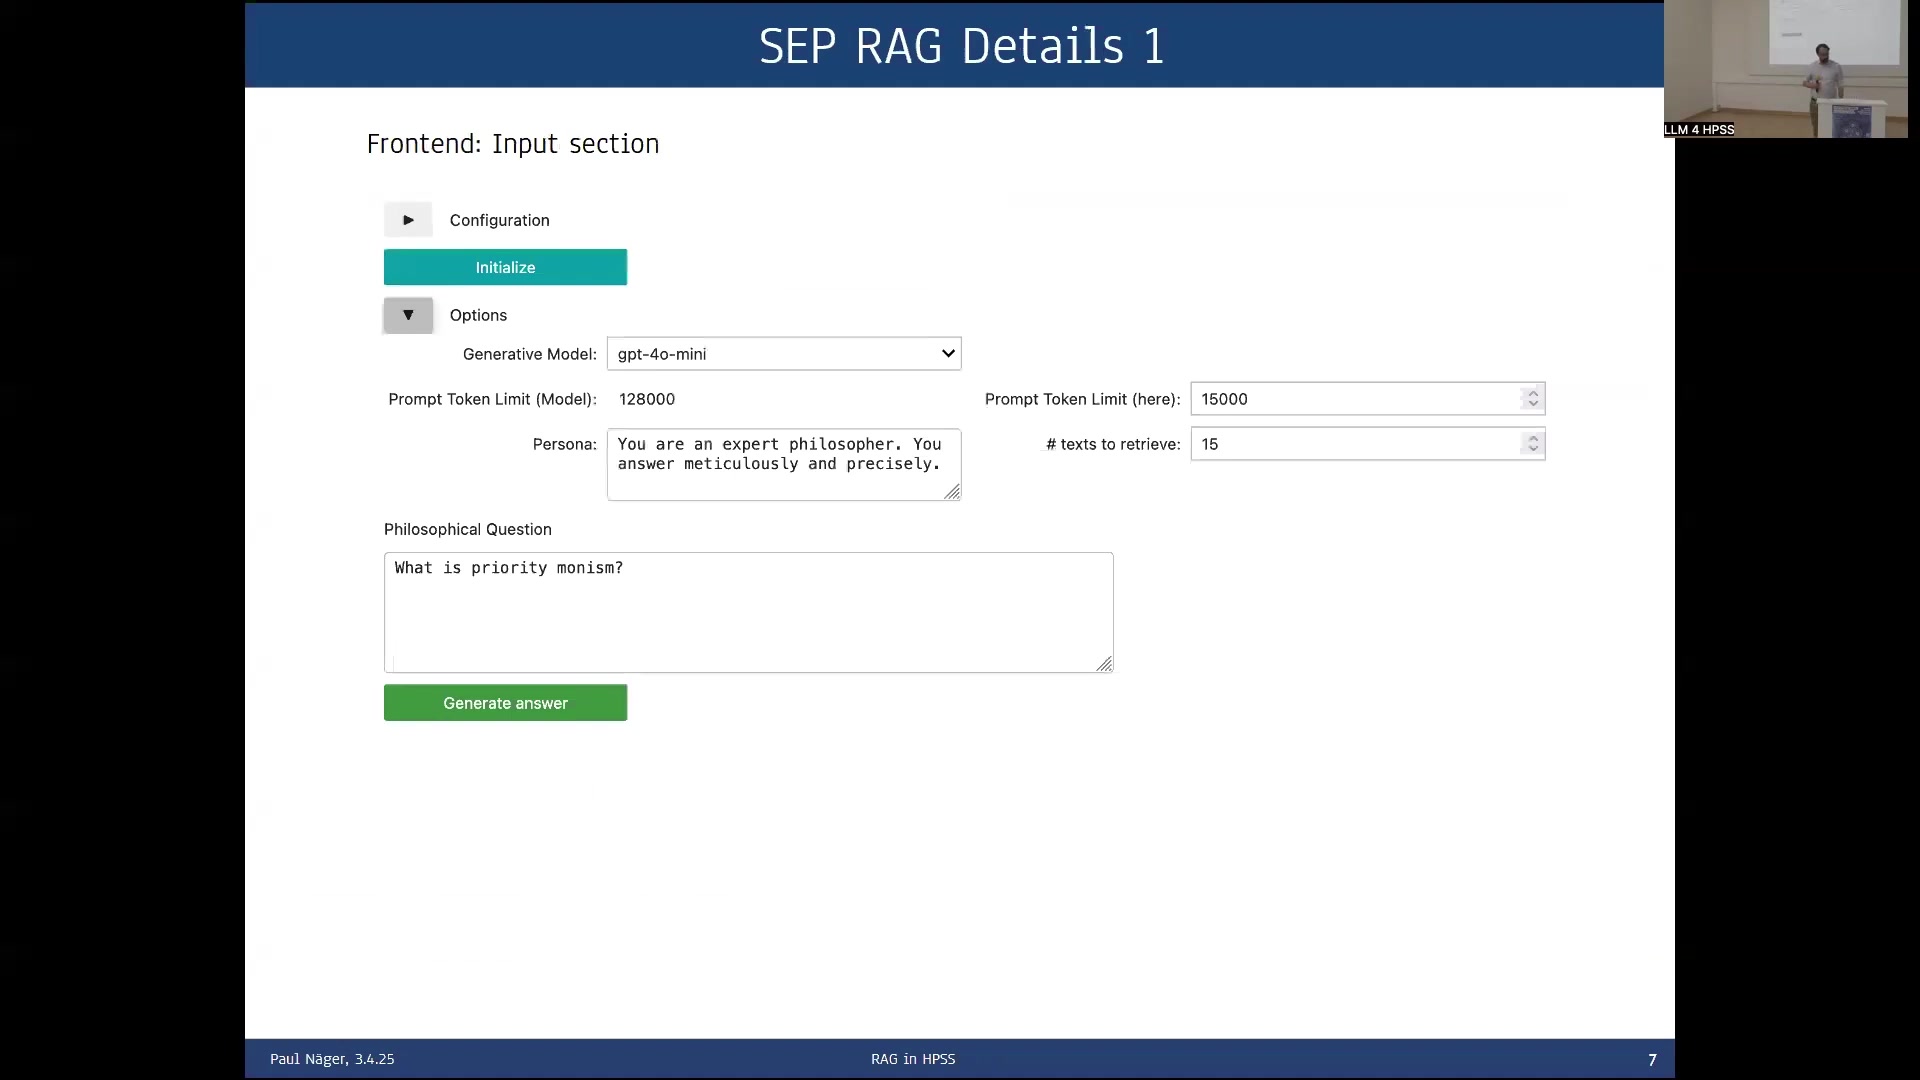 SEP RAG Details 1
LLM 4 HPSS
Frontend: Input section
Configuration
Initialize
Options
Generative Model: gpt-4o-mini
Prompt Token Limit (Model): 128000 Prompt Token Limit (here): 15000
Persona: You are an expert philosopher. You
answer meticulously and precisely.
# texts to retrieve: 15
Philosophical Question
What is priority monism?
Generate answer
Paul Näger, 3.4.25 RAG in HPSS 7